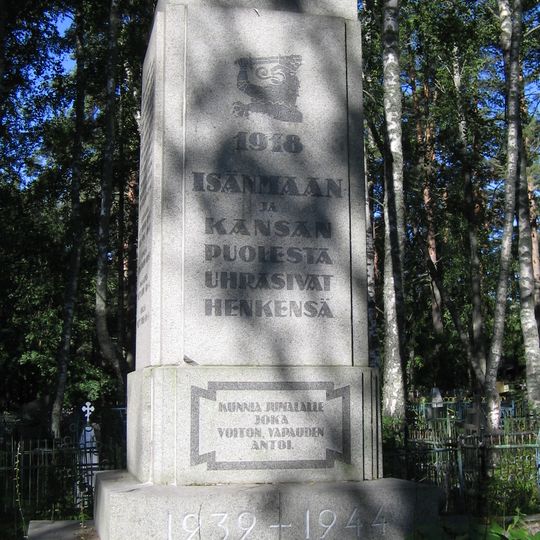 1918
ISÄNMAAN
JA
KANSAN
PUOLESTA
UHRASIVAT
HENKENSÄ
KUNNIA JUMALALLE
JOKA
VOITON, VAPAUDEN
ANTOI.
1939-1944